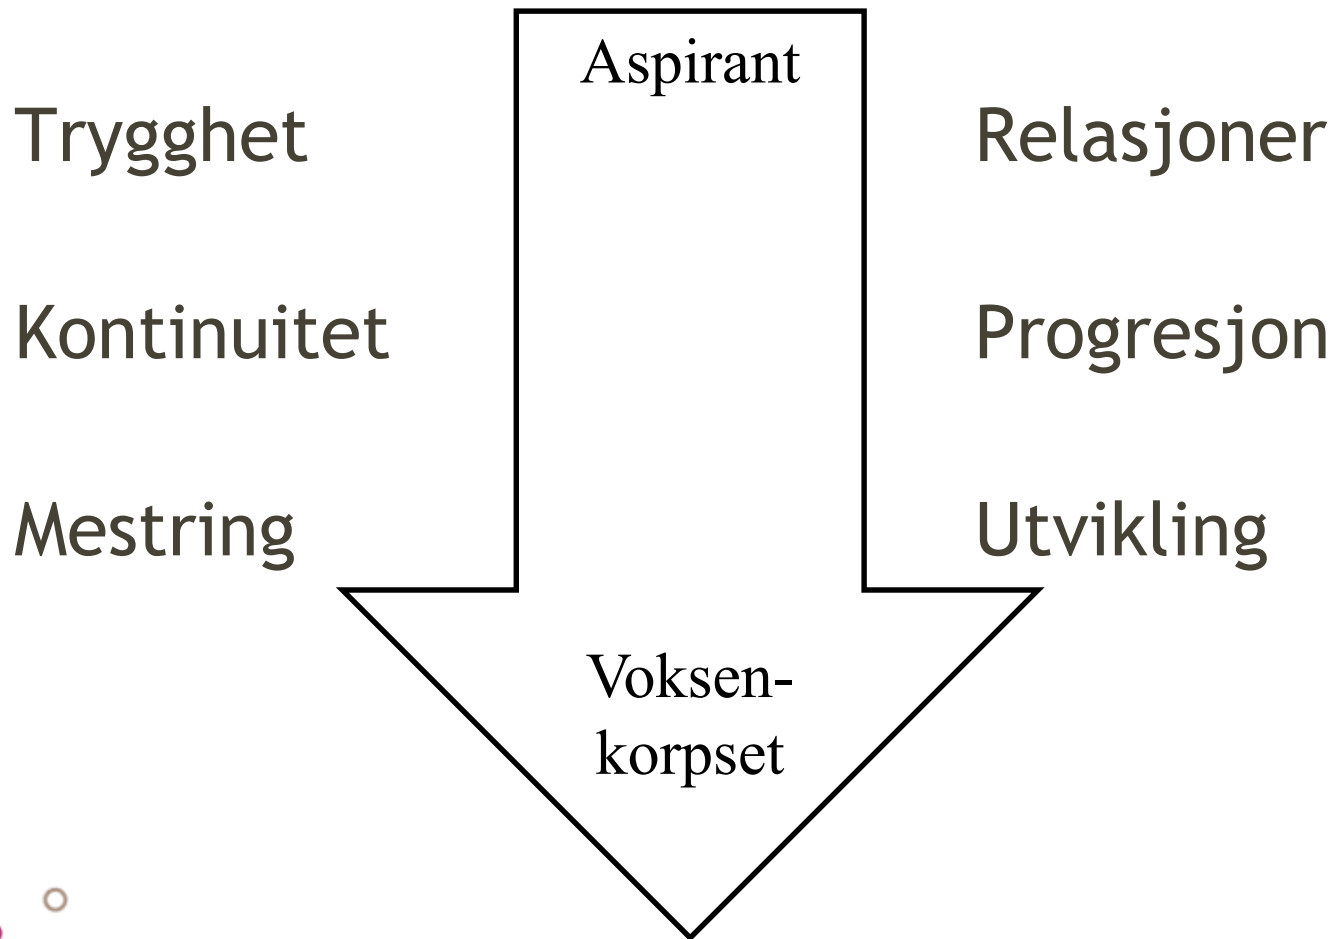 Aspirant
Trygghet
Relasjoner
Kontinuitet
Progresjon
Mestring
Utvikling
Voksen-
korpset